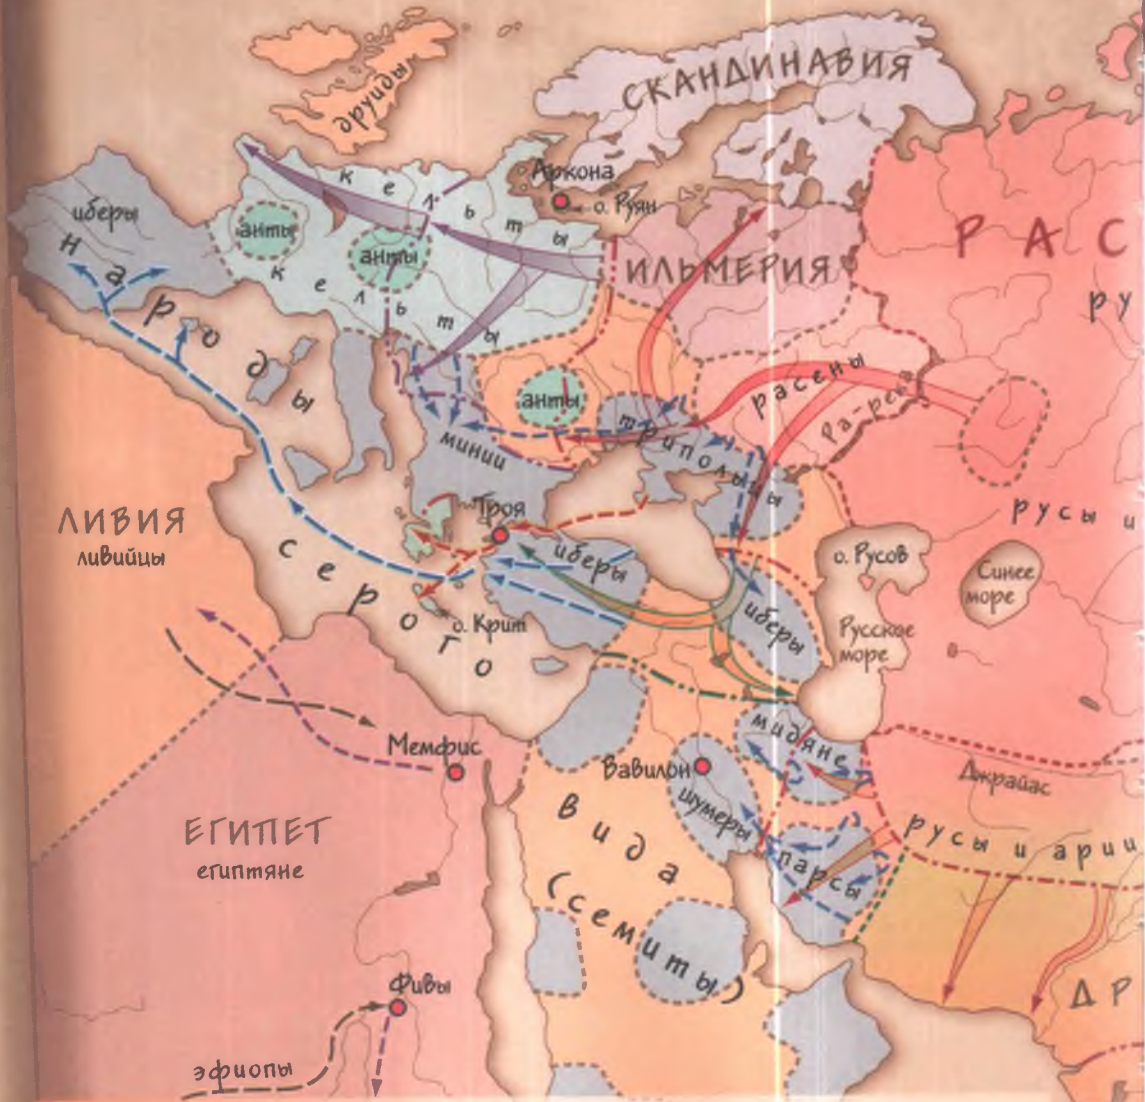 СКАНДИНАВИЯ
друиды
Аркона
о. Руян
кельты
иберы
анты
анты
кельты
ИЛЬМЕРИЯ
РАС
РУ
народы
расены
Ра-река
анты
триполы
минии
русы и
ЛИВИЯ
ливийцы
Троя
иберы
о. Русов
Синее
море
серого
о. Крит
иберы
Русское
море
Мемфис
мидяне
Вавилон
Джрайас
шумеры
ЕГИПЕТ
египтяне
русы и арии
вида
парсы
(семиты)
Фивы
ДР
эфиопы